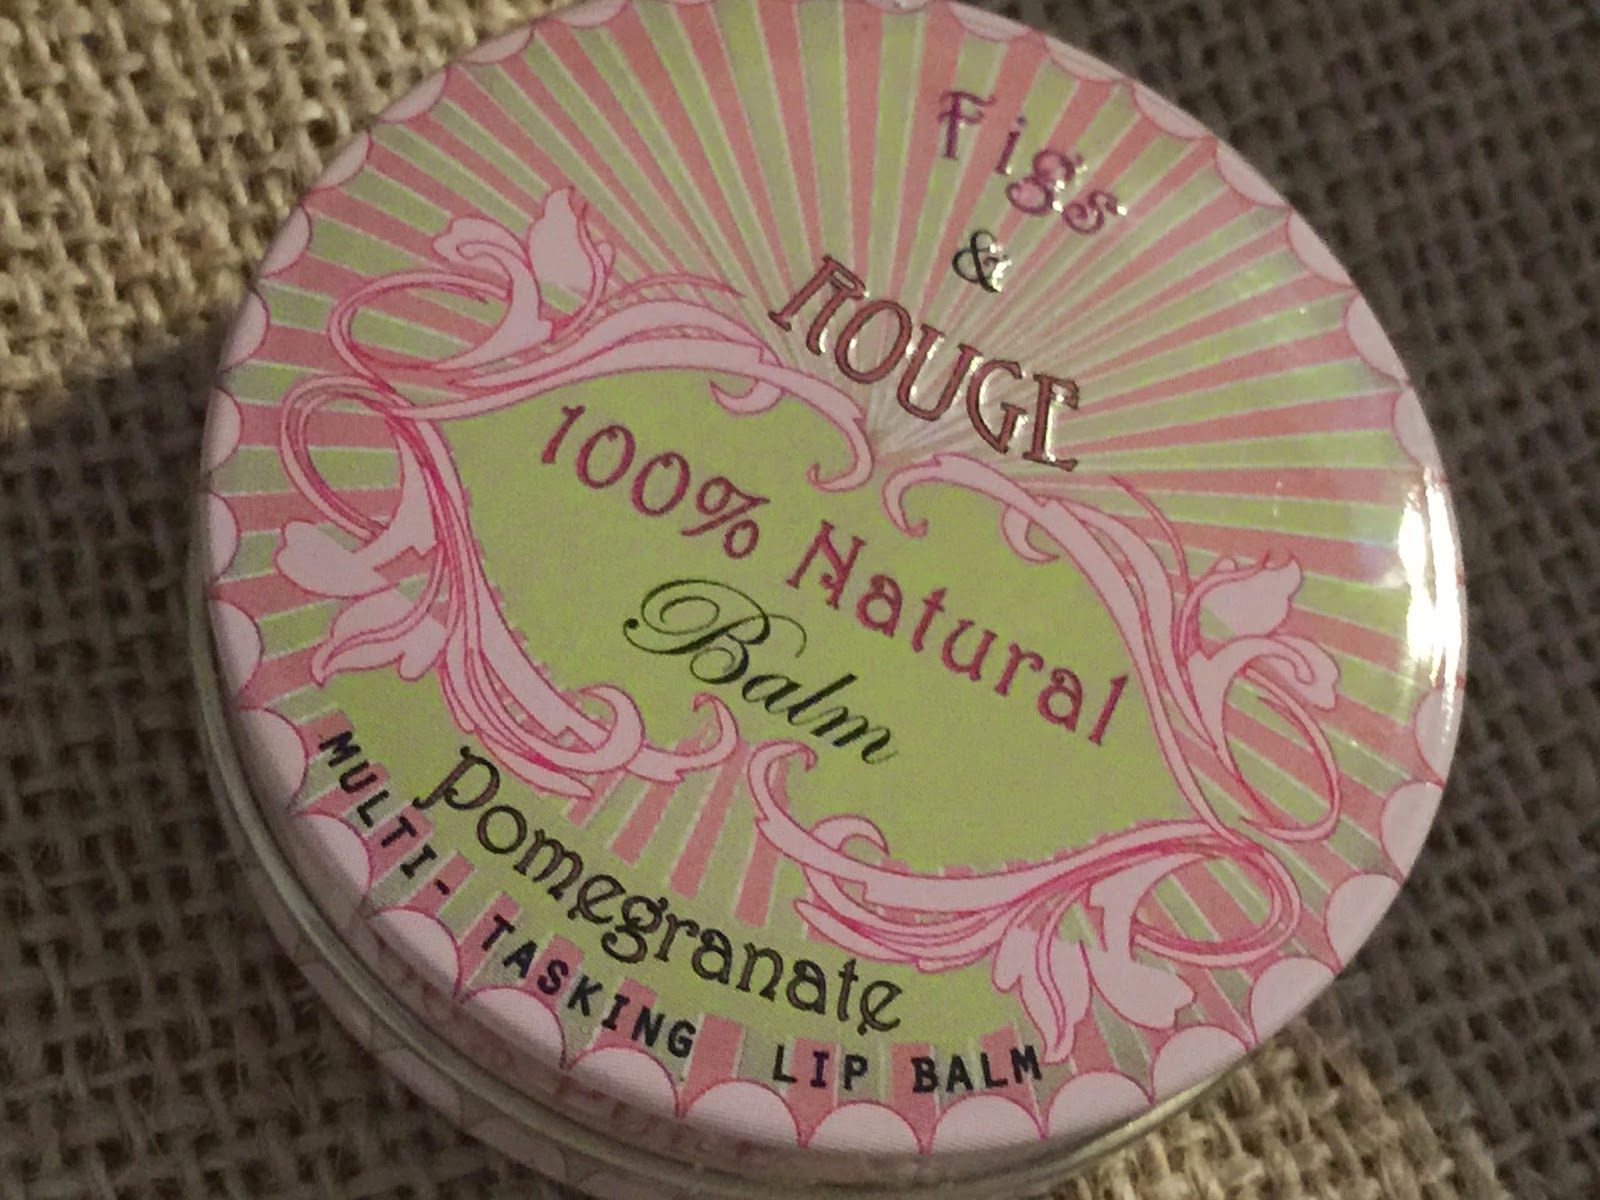 Figs
&
ROUGE
100% Natural
Balm
Pomegranate
MULTI-TASKING LIP BALM